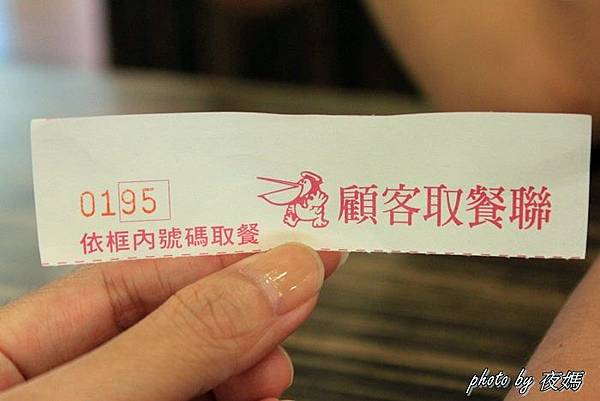 0195
依框內號碼取餐
顧客取餐聯
photo by 夜媽